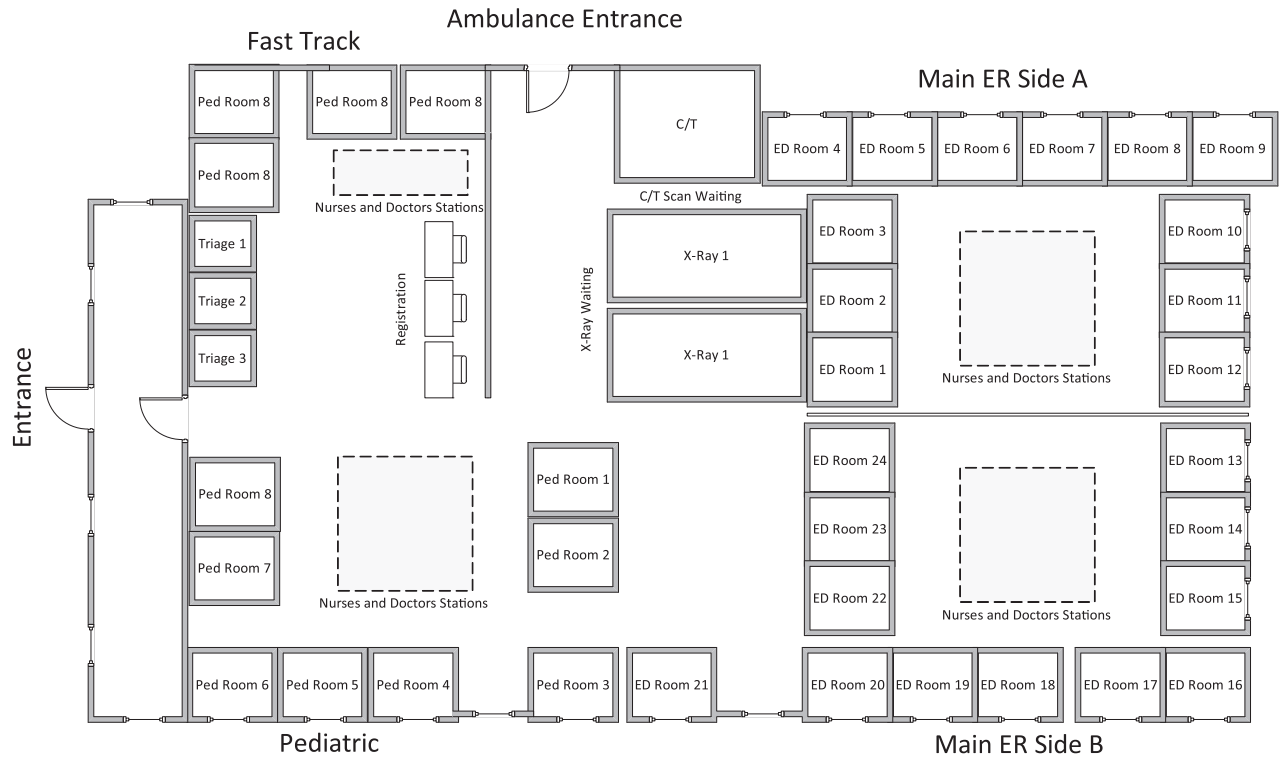 Ambulance Entrance
Fast Track
Main ER Side A
Ped Room 8
Ped Room 8
Ped Room 8
C/T
ED Room 4
ED Room 5
ED Room 6
ED Room 7
ED Room 8
ED Room 9
Ped Room 8
C/T Scan Waiting
Nurses and Doctors Stations
Triage 1
Triage 2
Triage 3
Registration
X-Ray Waiting
X-Ray 1
X-Ray 1
ED Room 3
ED Room 2
ED Room 1
Nurses and Doctors Stations
ED Room 10
ED Room 11
ED Room 12
Entrance
Ped Room 8
Ped Room 7
Nurses and Doctors Stations
Ped Room 1
Ped Room 2
ED Room 24
ED Room 23
ED Room 22
Nurses and Doctors Stations
ED Room 13
ED Room 14
ED Room 15
Ped Room 6
Ped Room 5
Ped Room 4
Ped Room 3
ED Room 21
ED Room 20
ED Room 19
ED Room 18
ED Room 17
ED Room 16
Pediatric
Main ER Side B